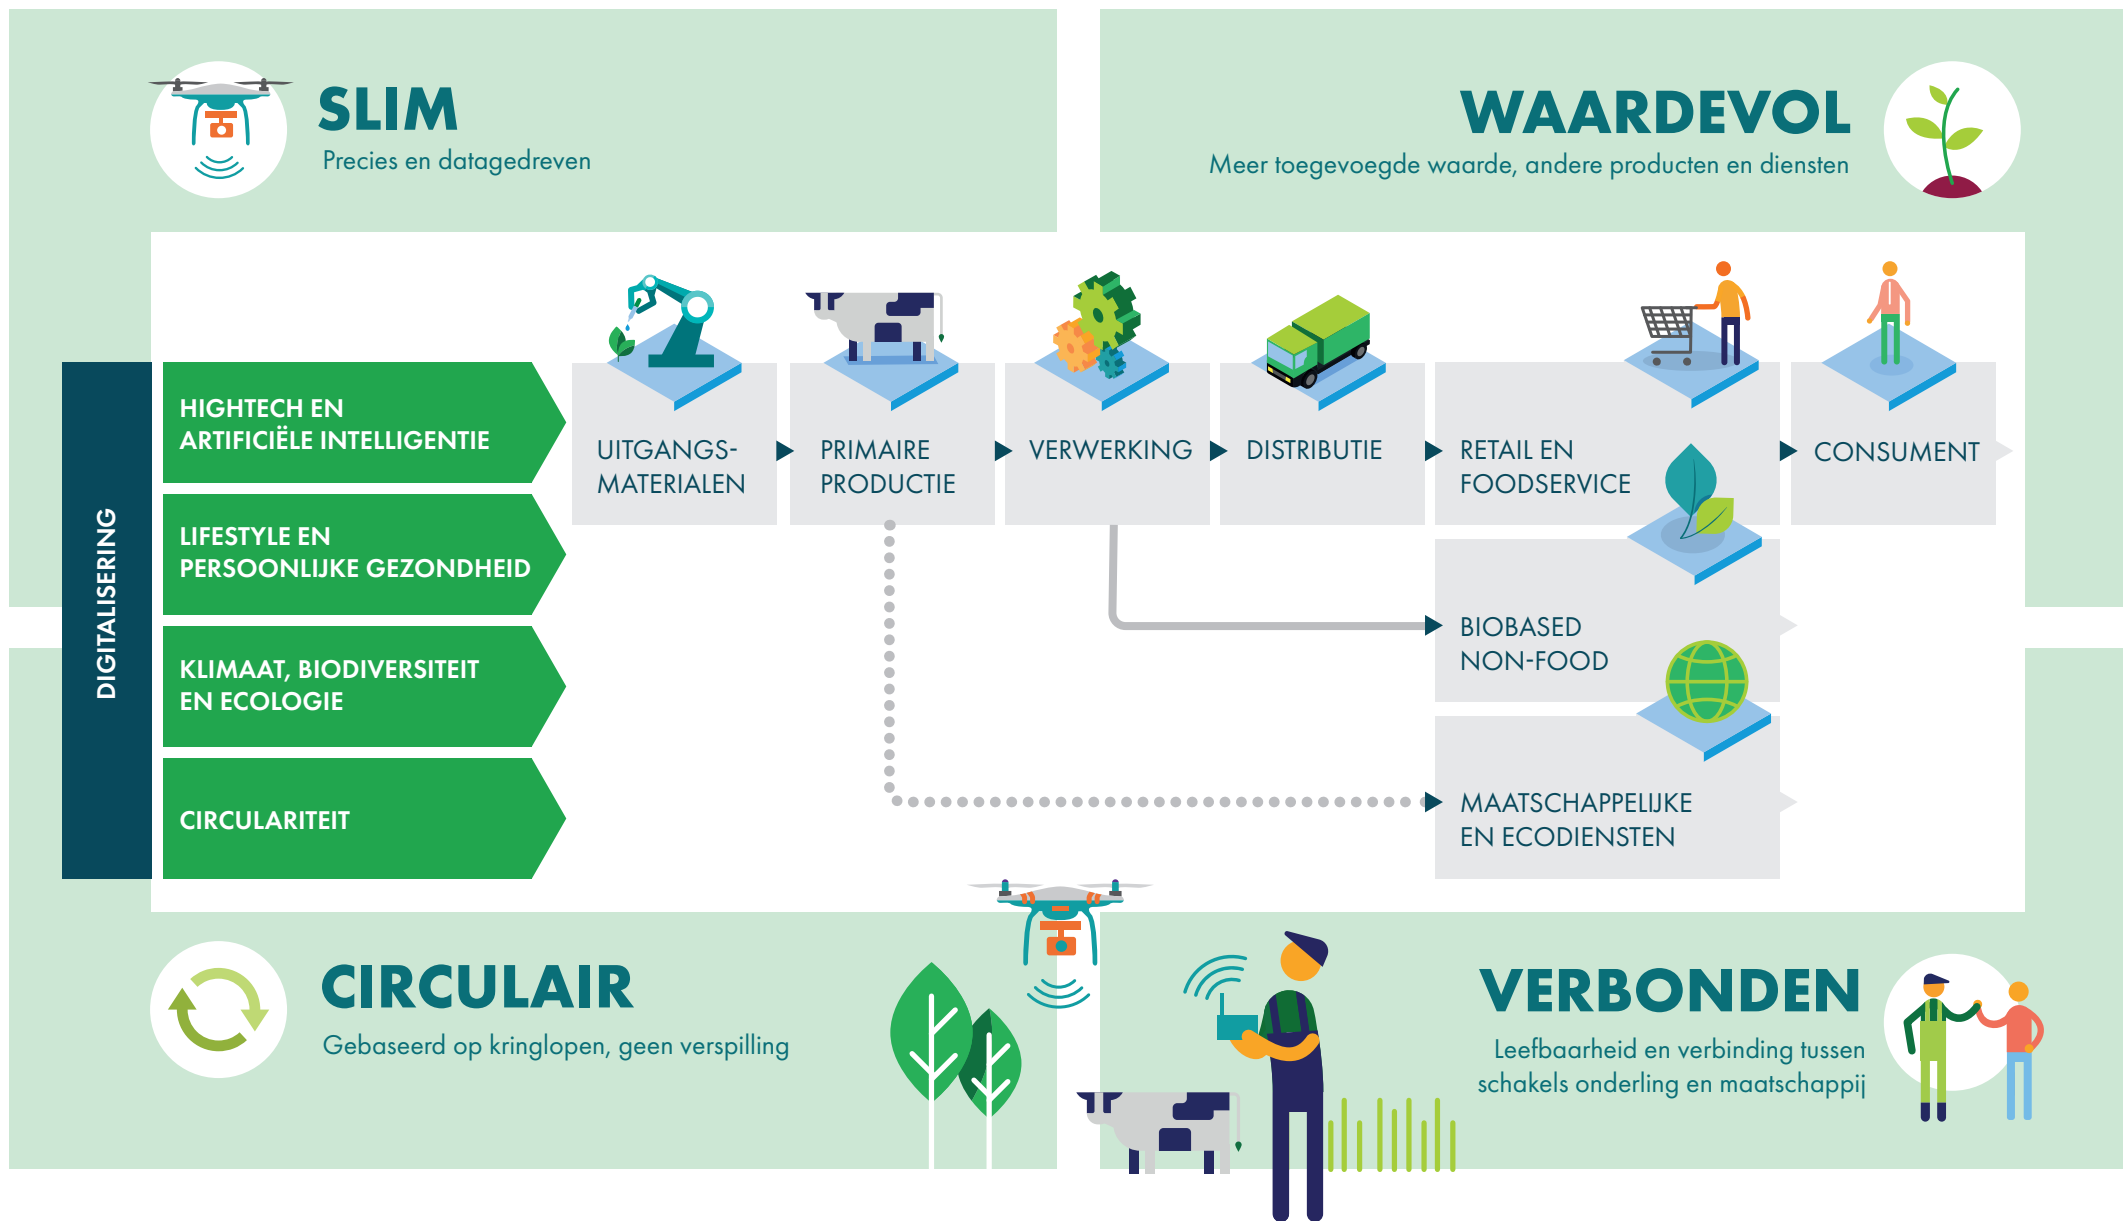 SLIM
Precies en datagedreven
WAARDEVOL
Meer toegevoegde waarde, andere producten en diensten
DIGITALISERING
HIGHTECH EN
ARTIFICIËLE INTELLIGENTIE
LIFESTYLE EN
PERSOONLIJKE GEZONDHEID
KLIMAAT, BIODIVERSITEIT
EN ECOLOGIE
CIRCULARITEIT
UITGANGS-
MATERIALEN
PRIMAIRE
PRODUCTIE
VERWERKING
DISTRIBUTIE
RETAIL EN
FOODSERVICE
CONSUMENT
BIOBASED
NON-FOOD
MAATSCHAPPELIJKE
EN ECODIENSTEN
CIRCULAIR
Gebaseerd op kringlopen, geen verspilling
VERBONDEN
Leefbaarheid en verbinding tussen
schakels onderling en maatschappij